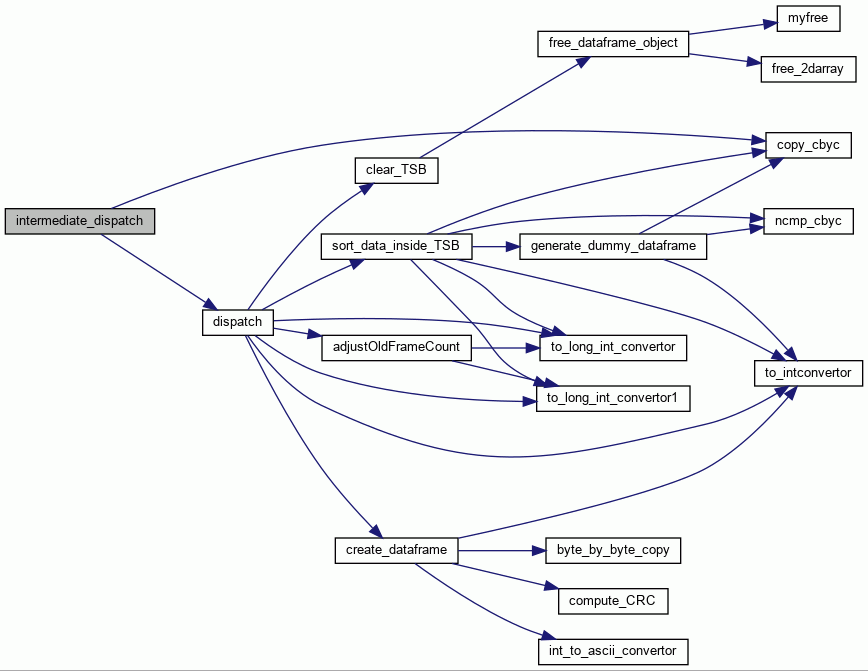 myfree
free_dataframe_object
free_2darray
copy_cbyc
clear_TSB
intermediate_dispatch
ncmp_cbyc
sort_data_inside_TSB
generate_dummy_dataframe
dispatch
adjustOldFrameCount
to_long_int_convertor
to_intconvertor
to_long_int_convertor1
create_dataframe
byte_by_byte_copy
compute_CRC
int_to_ascii_convertor